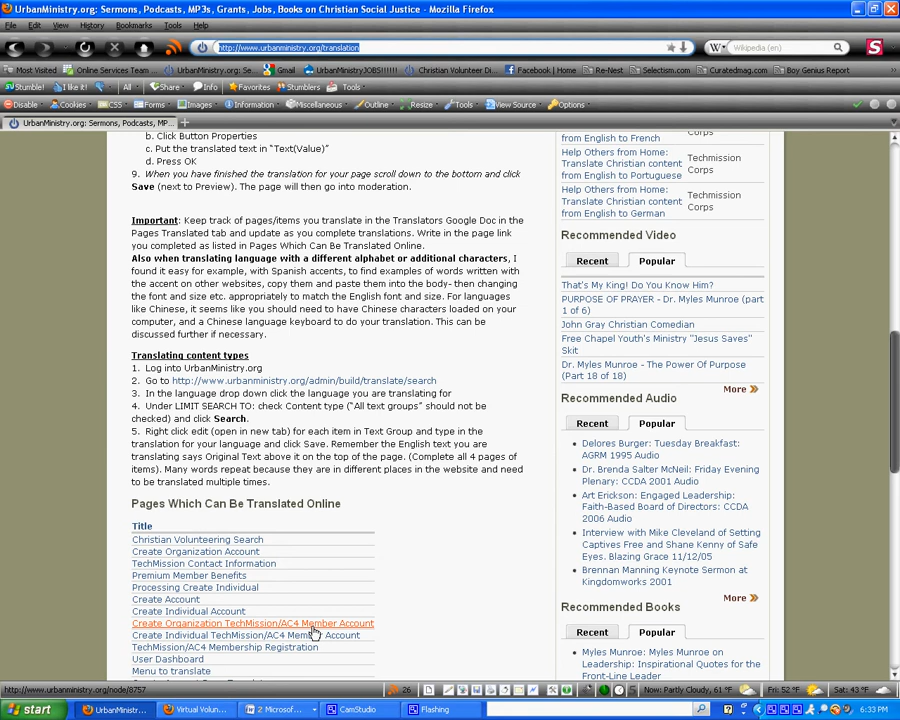 UrbanMinistry.org: Sermons, Podcasts, MP3s, Grants, Jobs, Books on Christian Social Justice - Mozilla Firefox
File Edit View History Bookmarks Tools Help
http://www.urbanministry.org/translation
Wikipedia (en)
Most Visited Online Services Team ... UrbanMinistry.org: Se... Gmail UrbanMinistryJOBS!!!!!! Christian Volunteer Di... Facebook | Home Re-Nest Selectism.com Curatedmag.com Boy Genius Report
Stumble! I like it! All Share Info Favorites Stumblers Tools
Disable Cookies CSS Forms Images Information Miscellaneous Outline Resize Tools View Source Options
UrbanMinistry.org: Sermons, Podcasts, MP...
b. Click Button Properties
c. Put the translated text in “Text(Value)”
d. Press OK
9. When you have finished the translation for your page scroll down to the bottom and click
Save (next to Preview). The page will then go into moderation.
Important: Keep track of pages/items you translate in the Translators Google Doc in the
Pages Translated tab and update as you complete translations. Write in the page link
you completed as listed in Pages Which Can Be Translated Online.
Also when translating language with a different alphabet or additional characters, I
found it easy for example, with Spanish accents, to find examples of words written with
the accent on other websites, copy them and paste them into the body- then changing
the font and size etc. appropriately to match the English font and size. For languages
like Chinese, it seems like you should need to have Chinese characters loaded on your
computer, and a Chinese language keyboard to do your translation. This can be
discussed further if necessary.
Translating content types
1. Log into UrbanMinistry.org
2. Go to http://www.urbanministry.org/admin/build/translate/search
3. In the language drop down click the language you are translating for
4. Under LIMIT SEARCH TO: check Content type (“All text groups” should not be
checked) and click Search.
5. Right click edit (open in new tab) for each item in Text Group and type in the
translation for your language and click Save. Remember the English text you are
translating says Original Text above it on the top of the page. (Complete all 4 pages of
items). Many words repeat because they are in different places in the website and need
to be translated multiple times.
Pages Which Can Be Translated Online
Title
Christian Volunteering Search
Create Organization Account
TechMission Contact Information
Premium Member Benefits
Processing Create Individual
Create Account
Create Individual Account
Create Organization TechMission/AC4 Member Account
Create Individual TechMission/AC4 Member Account
TechMission/AC4 Membership Registration
User Dashboard
Menu to translate
from English to French
Corps
Help Others from Home:
Translate Christian content
from English to Portuguese
Techmission
Corps
Help Others from Home:
Translate Christian content
from English to German
Techmission
Corps
Recommended Video
Recent Popular
That's My King! Do You Know Him?
PURPOSE OF PRAYER - Dr. Myles Munroe (part
1 of 6)
John Gray Christian Comedian
Free Chapel Youth's Ministry "Jesus Saves"
Skit
Dr. Myles Munroe - The Power Of Purpose
(Part 18 of 18)
More
Recommended Audio
Recent Popular
Delores Burger: Tuesday Breakfast:
AGRM 1995 Audio
Dr. Brenda Salter McNeil: Friday Evening
Plenary: CCDA 2001 Audio
Art Erickson: Engaged Leadership:
Faith-Based Board of Directors: CCDA
2006 Audio
Interview with Mike Cleveland of Setting
Captives Free and Shane Kenny of Safe
Eyes. Blazing Grace 11/12/05
Brennan Manning Keynote Sermon at
Kingdomworks 2001
More
Recommended Books
Recent Popular
Myles Munroe: Myles Munroe on
Leadership: Inspirational Quotes for the
Front-Line Leader
http://www.urbanministry.org/node/8757
26
Now: Partly Cloudy, 61 °F Fri: 52 °F Sat: 43 °F
start UrbanMinistr... Virtual Volun... 2 Microsof... CamStudio Flashing
6:33 PM